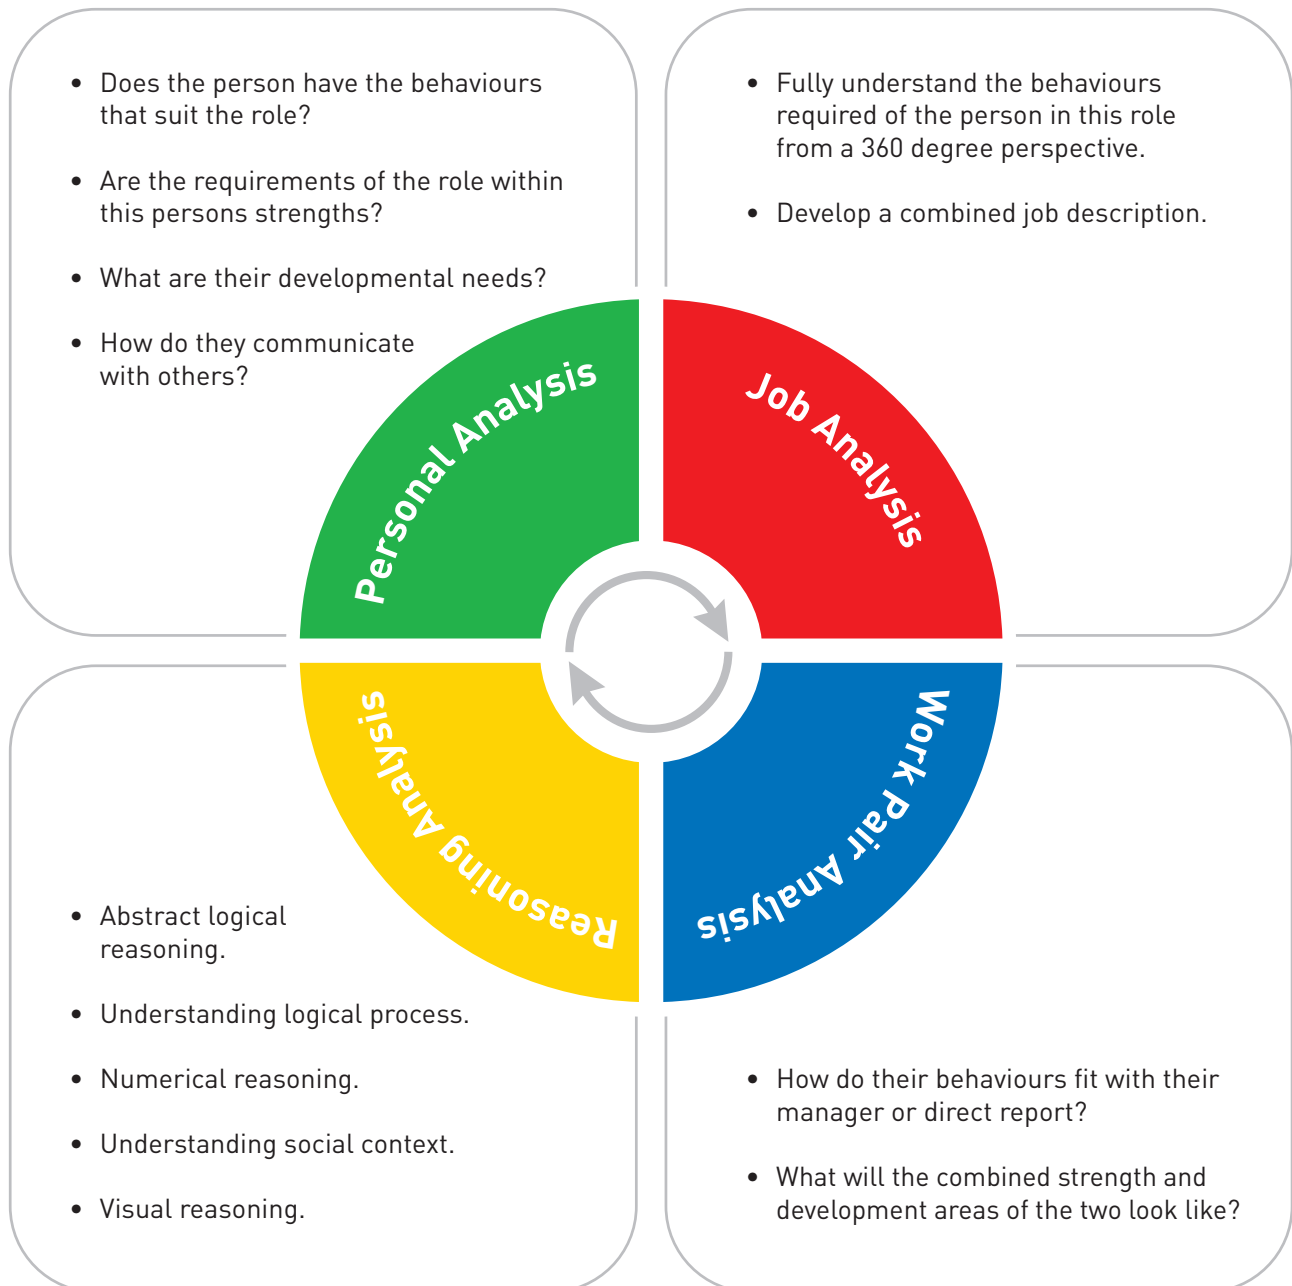 • Does the person have the behaviours
that suit the role?
• Are the requirements of the role within
this persons strengths?
• What are their developmental needs?
• How do they communicate
with others?
• Fully understand the behaviours
required of the person in this role
from a 360 degree perspective.
• Develop a combined job description.
Personal Analysis
Job Analysis
Reasoning Analysis
Work Pair Analysis
• Abstract logical
reasoning.
• Understanding logical process.
• Numerical reasoning.
• Understanding social context.
• Visual reasoning.
• How do their behaviours fit with their
manager or direct report?
• What will the combined strength and
development areas of the two look like?